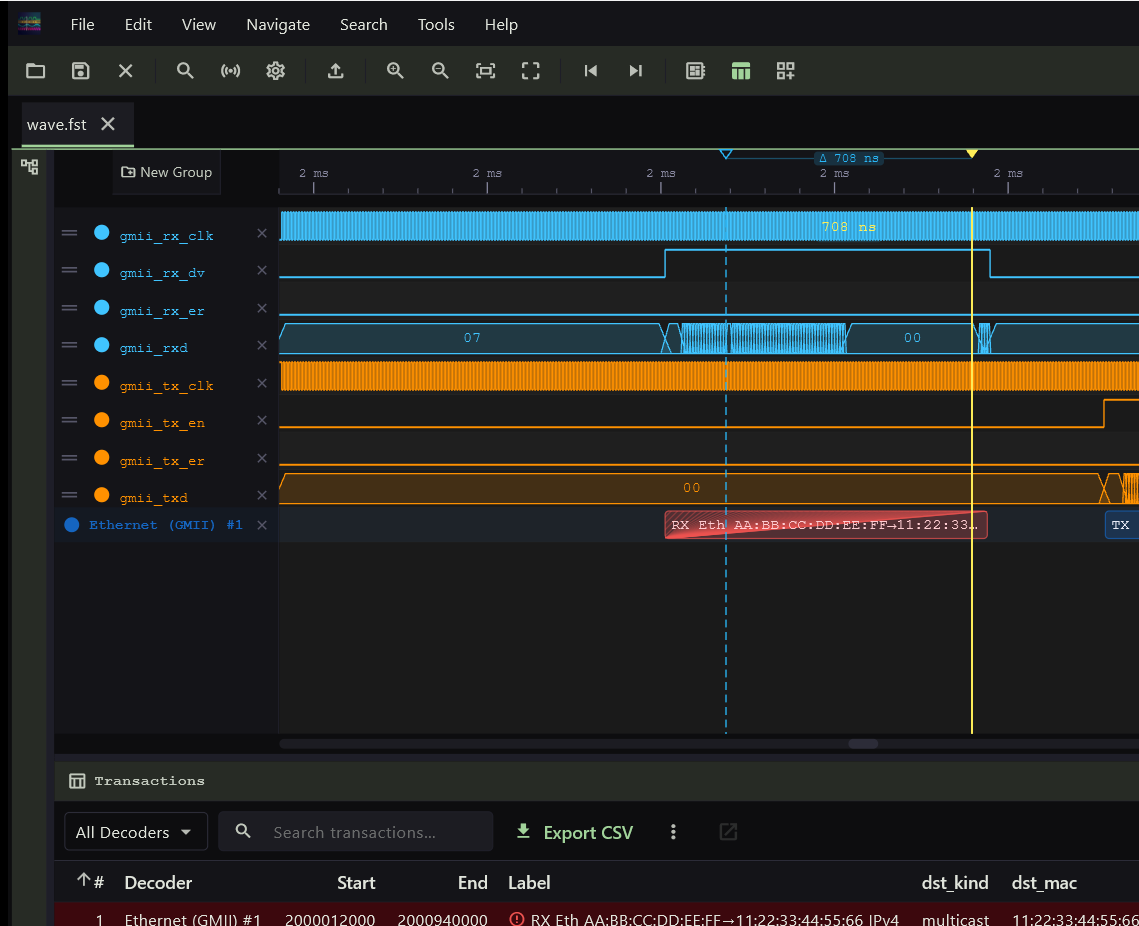 File Edit View Navigate Search Tools Help
wave.fst
New Group
Δ 708 ns
2 ms 2 ms 2 ms 2 ms 2 ms
gmii_rx_clk 708 ns
gmii_rx_dv
gmii_rx_er
gmii_rxd 07 00
gmii_tx_clk
gmii_tx_en
gmii_tx_er
gmii_txd 00
Ethernet (GMII) #1 RX Eth AA:BB:CC:DD:EE:FF→11:22:33… TX
Transactions
All Decoders Search transactions... Export CSV
# Decoder Start End Label dst_kind dst_mac
1 Ethernet (GMII) #1 2000012000 2000940000 RX Eth AA:BB:CC:DD:EE:FF→11:22:33:44:55:66 IPv4 multicast 11:22:33:44:55:66